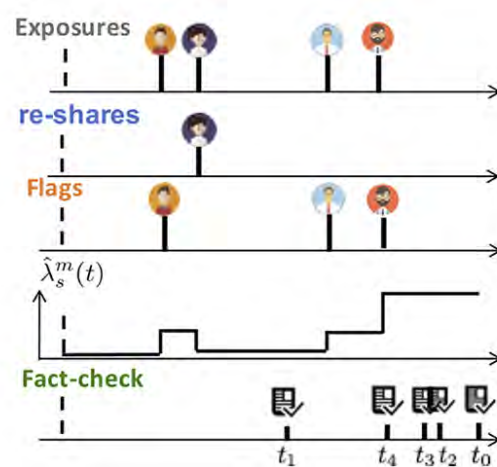 Exposures
re-shares
Flags
λ̂ₛᵐ(t)
Fact-check
t₁ t₄ t₃ t₂ t₀